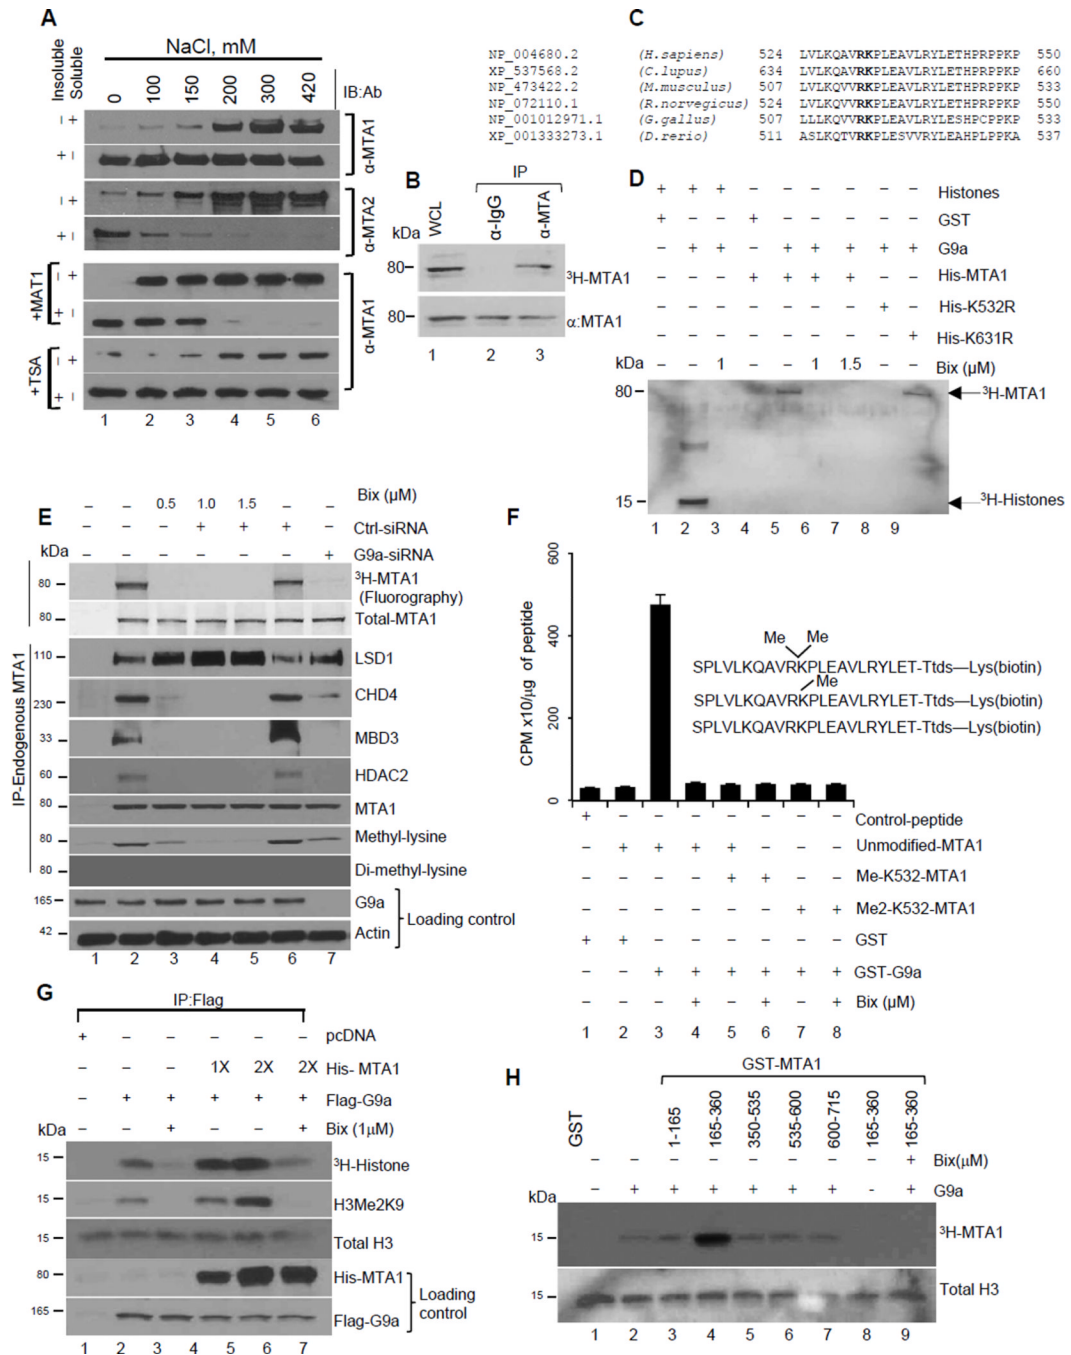 A
NaCl, mM
Insoluble
Soluble
0 100 150 200 300 420 IB:Ab
− + α-MTA1
+ −
− + α-MTA2
+ −
+MAT1 − + α-MTA1
+ −
+TSA − +
+ −
1 2 3 4 5 6
B
IP
WCL α-IgG α-MTA
kDa
80 ³H-MTA1
80 α:MTA1
1 2 3
C
NP_004680.2 (H.sapiens) 524 LVLKQAVRKPLEAVLRYLETHPRPPKP 550
XP_537568.2 (C.lupus) 634 LVLKQAVRKPLEAVLRYLETHPRPPKP 660
NP_473422.2 (M.musculus) 507 LVLKQVVRKPLEAVLRYLETHPRPPKP 533
NP_072110.1 (R.norvegicus) 524 LVLKQAVRKPLEAVLRYLETHPRPPKP 550
NP_001012971.1 (G.gallus) 507 LLLKQVVRKPLEAVLRYLESHPCPPKP 533
XP_001333273.1 (D.rerio) 511 ASLKQTVRKPLESVVRYLEAHPLPPKA 537
D
+ + + − − − − − − − Histones
+ − − + − − − − − GST
− + + − + + + + + G9a
− − − + + + + − − His-MTA1
− − − − − − − + − His-K532R
− − − − − − − − + His-K631R
kDa − − 1 − − 1 1.5 − − Bix (µM)
80 ³H-MTA1
15 ³H-Histones
1 2 3 4 5 6 7 8 9
E
− − 0.5 1.0 1.5 − − Bix (µM)
− − − + + + − Ctrl-siRNA
kDa − − − − − − + G9a-siRNA
80 ³H-MTA1
(Fluorography)
80 Total-MTA1
IP-Endogenous MTA1
110 LSD1
230 CHD4
33 MBD3
60 HDAC2
80 MTA1
80 Methyl-lysine
80 Di-methyl-lysine
165 G9a
42 Actin
Loading control
1 2 3 4 5 6 7
F
CPM x10/µg of peptide
600
400
200
0
Me Me
SPLVLKQAVRKPLEAVLRYLET-Ttds—Lys(biotin)
Me
SPLVLKQAVRKPLEAVLRYLET-Ttds—Lys(biotin)
SPLVLKQAVRKPLEAVLRYLET-Ttds—Lys(biotin)
+ − − − − − − − Control-peptide
− + + + + − − − Unmodified-MTA1
− − − − + + − − Me-K532-MTA1
− − − − − − + + Me2-K532-MTA1
+ + − − − − − − GST
− − + + + + + + GST-G9a
− − − + − + − + Bix (µM)
1 2 3 4 5 6 7 8
G
IP:Flag
+ − − − − − pcDNA
− − − 1X 2X 2X His- MTA1
− + + + + + Flag-G9a
kDa − − + − − + Bix (1µM)
15 ³H-Histone
15 H3Me2K9
15 Total H3
80 His-MTA1
165 Flag-G9a
Loading
control
1 2 3 4 5 6 7
H
GST-MTA1
GST 1-165 165-360 350-535 535-600 600-715 165-360 165-360
− − − − − − − − + Bix(µM)
− + + + + + + - + G9a
kDa
15 ³H-MTA1
15 Total H3
1 2 3 4 5 6 7 8 9